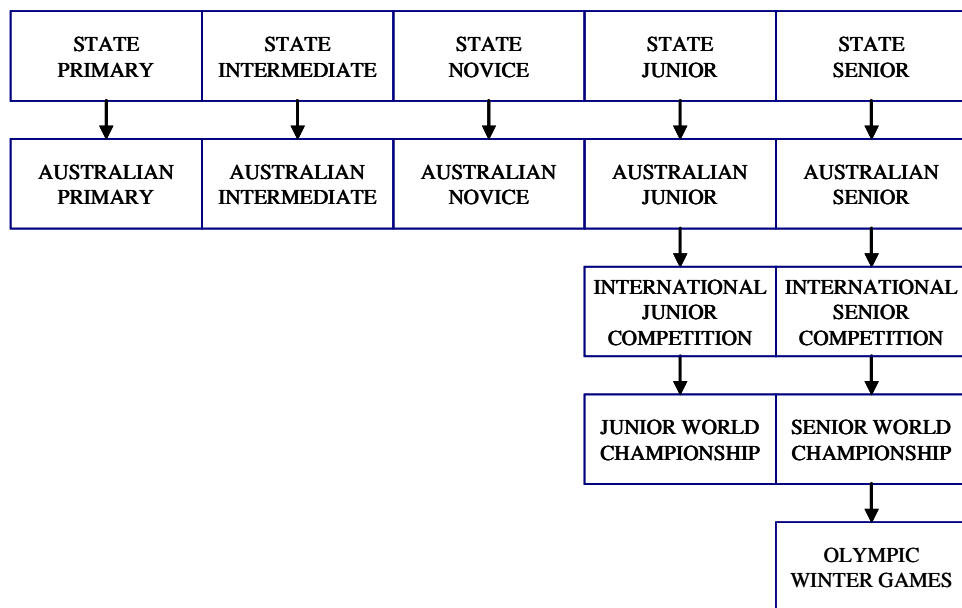 STATE
PRIMARY
STATE
INTERMEDIATE
STATE
NOVICE
STATE
JUNIOR
STATE
SENIOR
AUSTRALIAN
PRIMARY
AUSTRALIAN
INTERMEDIATE
AUSTRALIAN
NOVICE
AUSTRALIAN
JUNIOR
AUSTRALIAN
SENIOR
INTERNATIONAL
JUNIOR
COMPETITION
INTERNATIONAL
SENIOR
COMPETITION
JUNIOR WORLD
CHAMPIONSHIP
SENIOR WORLD
CHAMPIONSHIP
OLYMPIC
WINTER GAMES